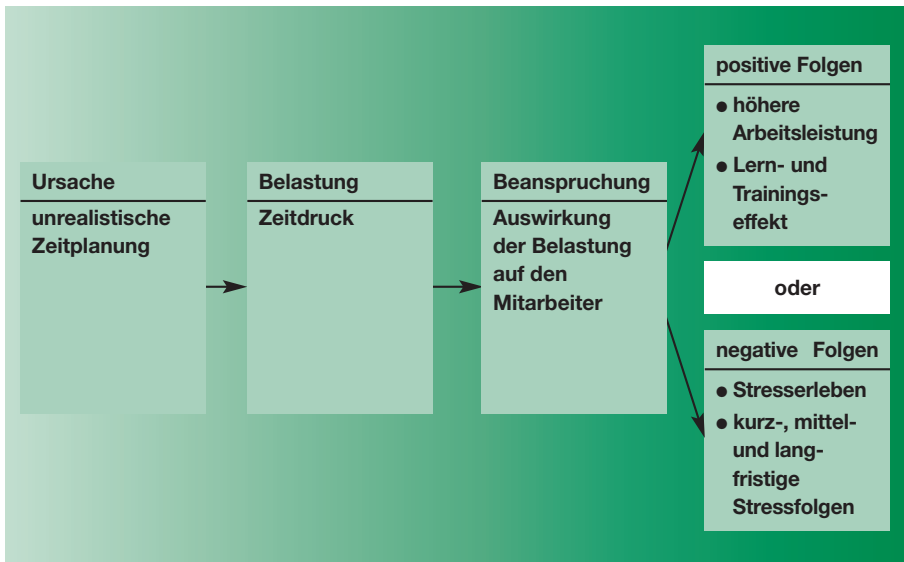 Ursache
unrealistische
Zeitplanung
Belastung
Zeitdruck
Beanspruchung
Auswirkung
der Belastung
auf den
Mitarbeiter
positive Folgen
● höhere
Arbeitsleistung
● Lern- und
Trainings-
effekt
oder
negative Folgen
● Stresserleben
● kurz-, mittel-
und lang-
fristige
Stressfolgen